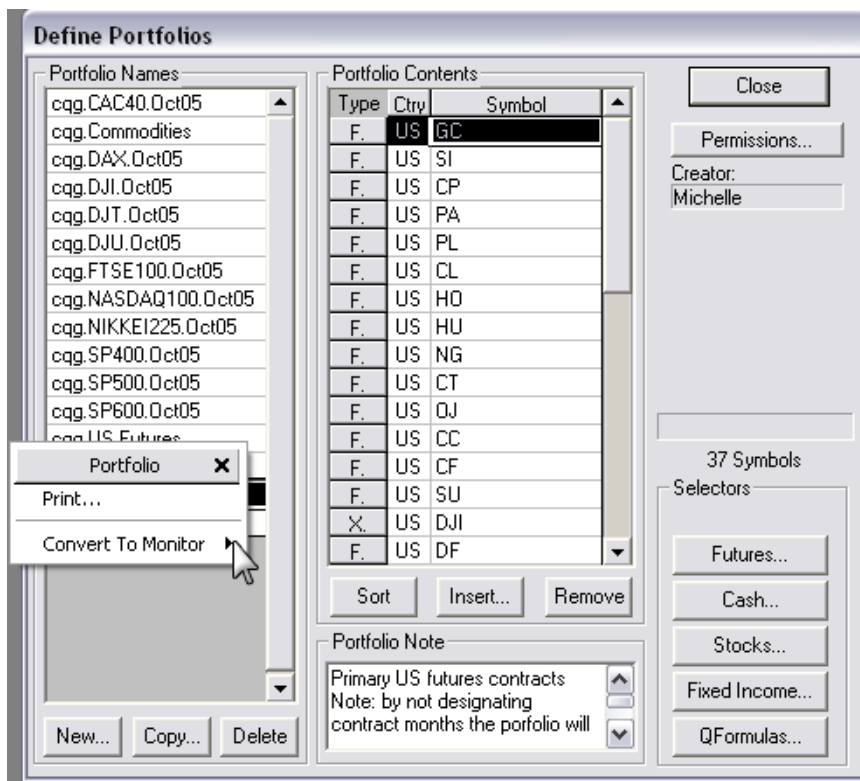 Define Portfolios
Portfolio Names
cqg.CAC40.Oct05
cqg.Commodities
cqg.DAX.Oct05
cqg.DJI.Oct05
cqg.DJT.Oct05
cqg.DJU.Oct05
cqg.FTSE100.Oct05
cqg.NASDAQ100.Oct05
cqg.NIKKEI225.Oct05
cqg.SP400.Oct05
cqg.SP500.Oct05
cqg.SP600.Oct05
cqg.US Futures
Portfolio
Print...
Convert To Monitor
New... Copy... Delete
Portfolio Contents
Type Ctry Symbol
F. US GC
F. US SI
F. US CP
F. US PA
F. US PL
F. US CL
F. US HO
F. US HU
F. US NG
F. US CT
F. US OJ
F. US CC
F. US CF
F. US SU
X. US DJI
F. US DF
Sort Insert... Remove
Portfolio Note
Primary US futures contracts
Note: by not designating
contract months the porfolio will
Close
Permissions...
Creator:
Michelle
37 Symbols
Selectors
Futures...
Cash...
Stocks...
Fixed Income...
QFormulas...